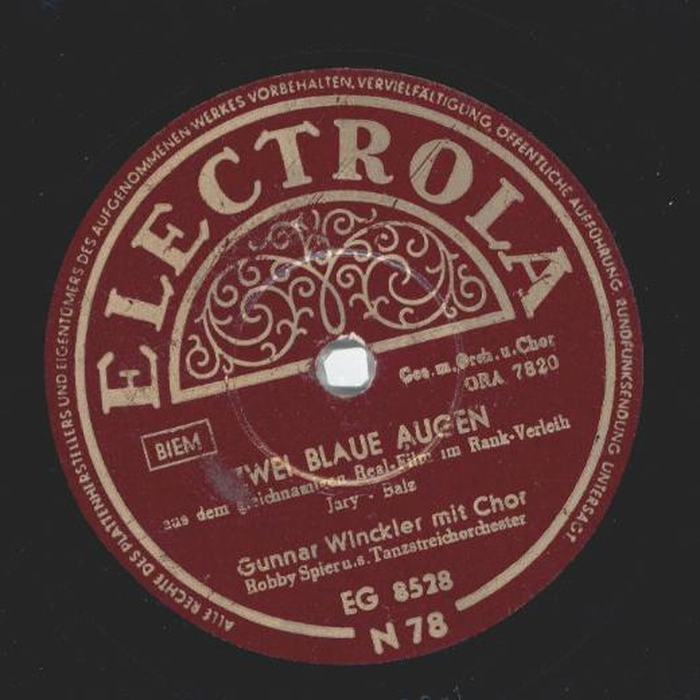 ALLE RECHTE DES PLATTENHERSTELLERS UND EIGENTÜMERS DES AUFGENOMMENEN WERKES VORBEHALTEN, VERVIELFÄLTIGUNG, ÖFFENTLICHE AUFFÜHRUNG, RUNDFUNKSENDUNG UNTERSAGT
ELECTROLA
Ges.m.Orch.u.Chor
ORA 7820
BIEM
ZWEI BLAUE AUGEN
aus dem gleichnamigen Real-Film im Rank-Verleih
Jary - Balz
Gunnar Winckler mit Chor
Robby Spier u.s. Tanzstreichorchester
EG 8528
N 78